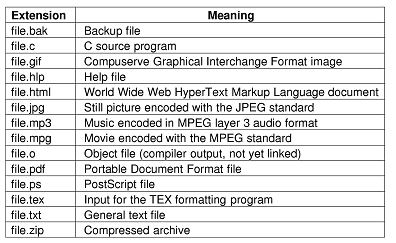 Extension Meaning
file.bak Backup file
file.c C source program
file.gif Compuserve Graphical Interchange Format image
file.hlp Help file
file.html World Wide Web HyperText Markup Language document
file.jpg Still picture encoded with the JPEG standard
file.mp3 Music encoded in MPEG layer 3 audio format
file.mpg Movie encoded with the MPEG standard
file.o Object file (compiler output, not yet linked)
file.pdf Portable Document Format file
file.ps PostScript file
file.tex Input for the TEX formatting program
file.txt General text file
file.zip Compressed archive